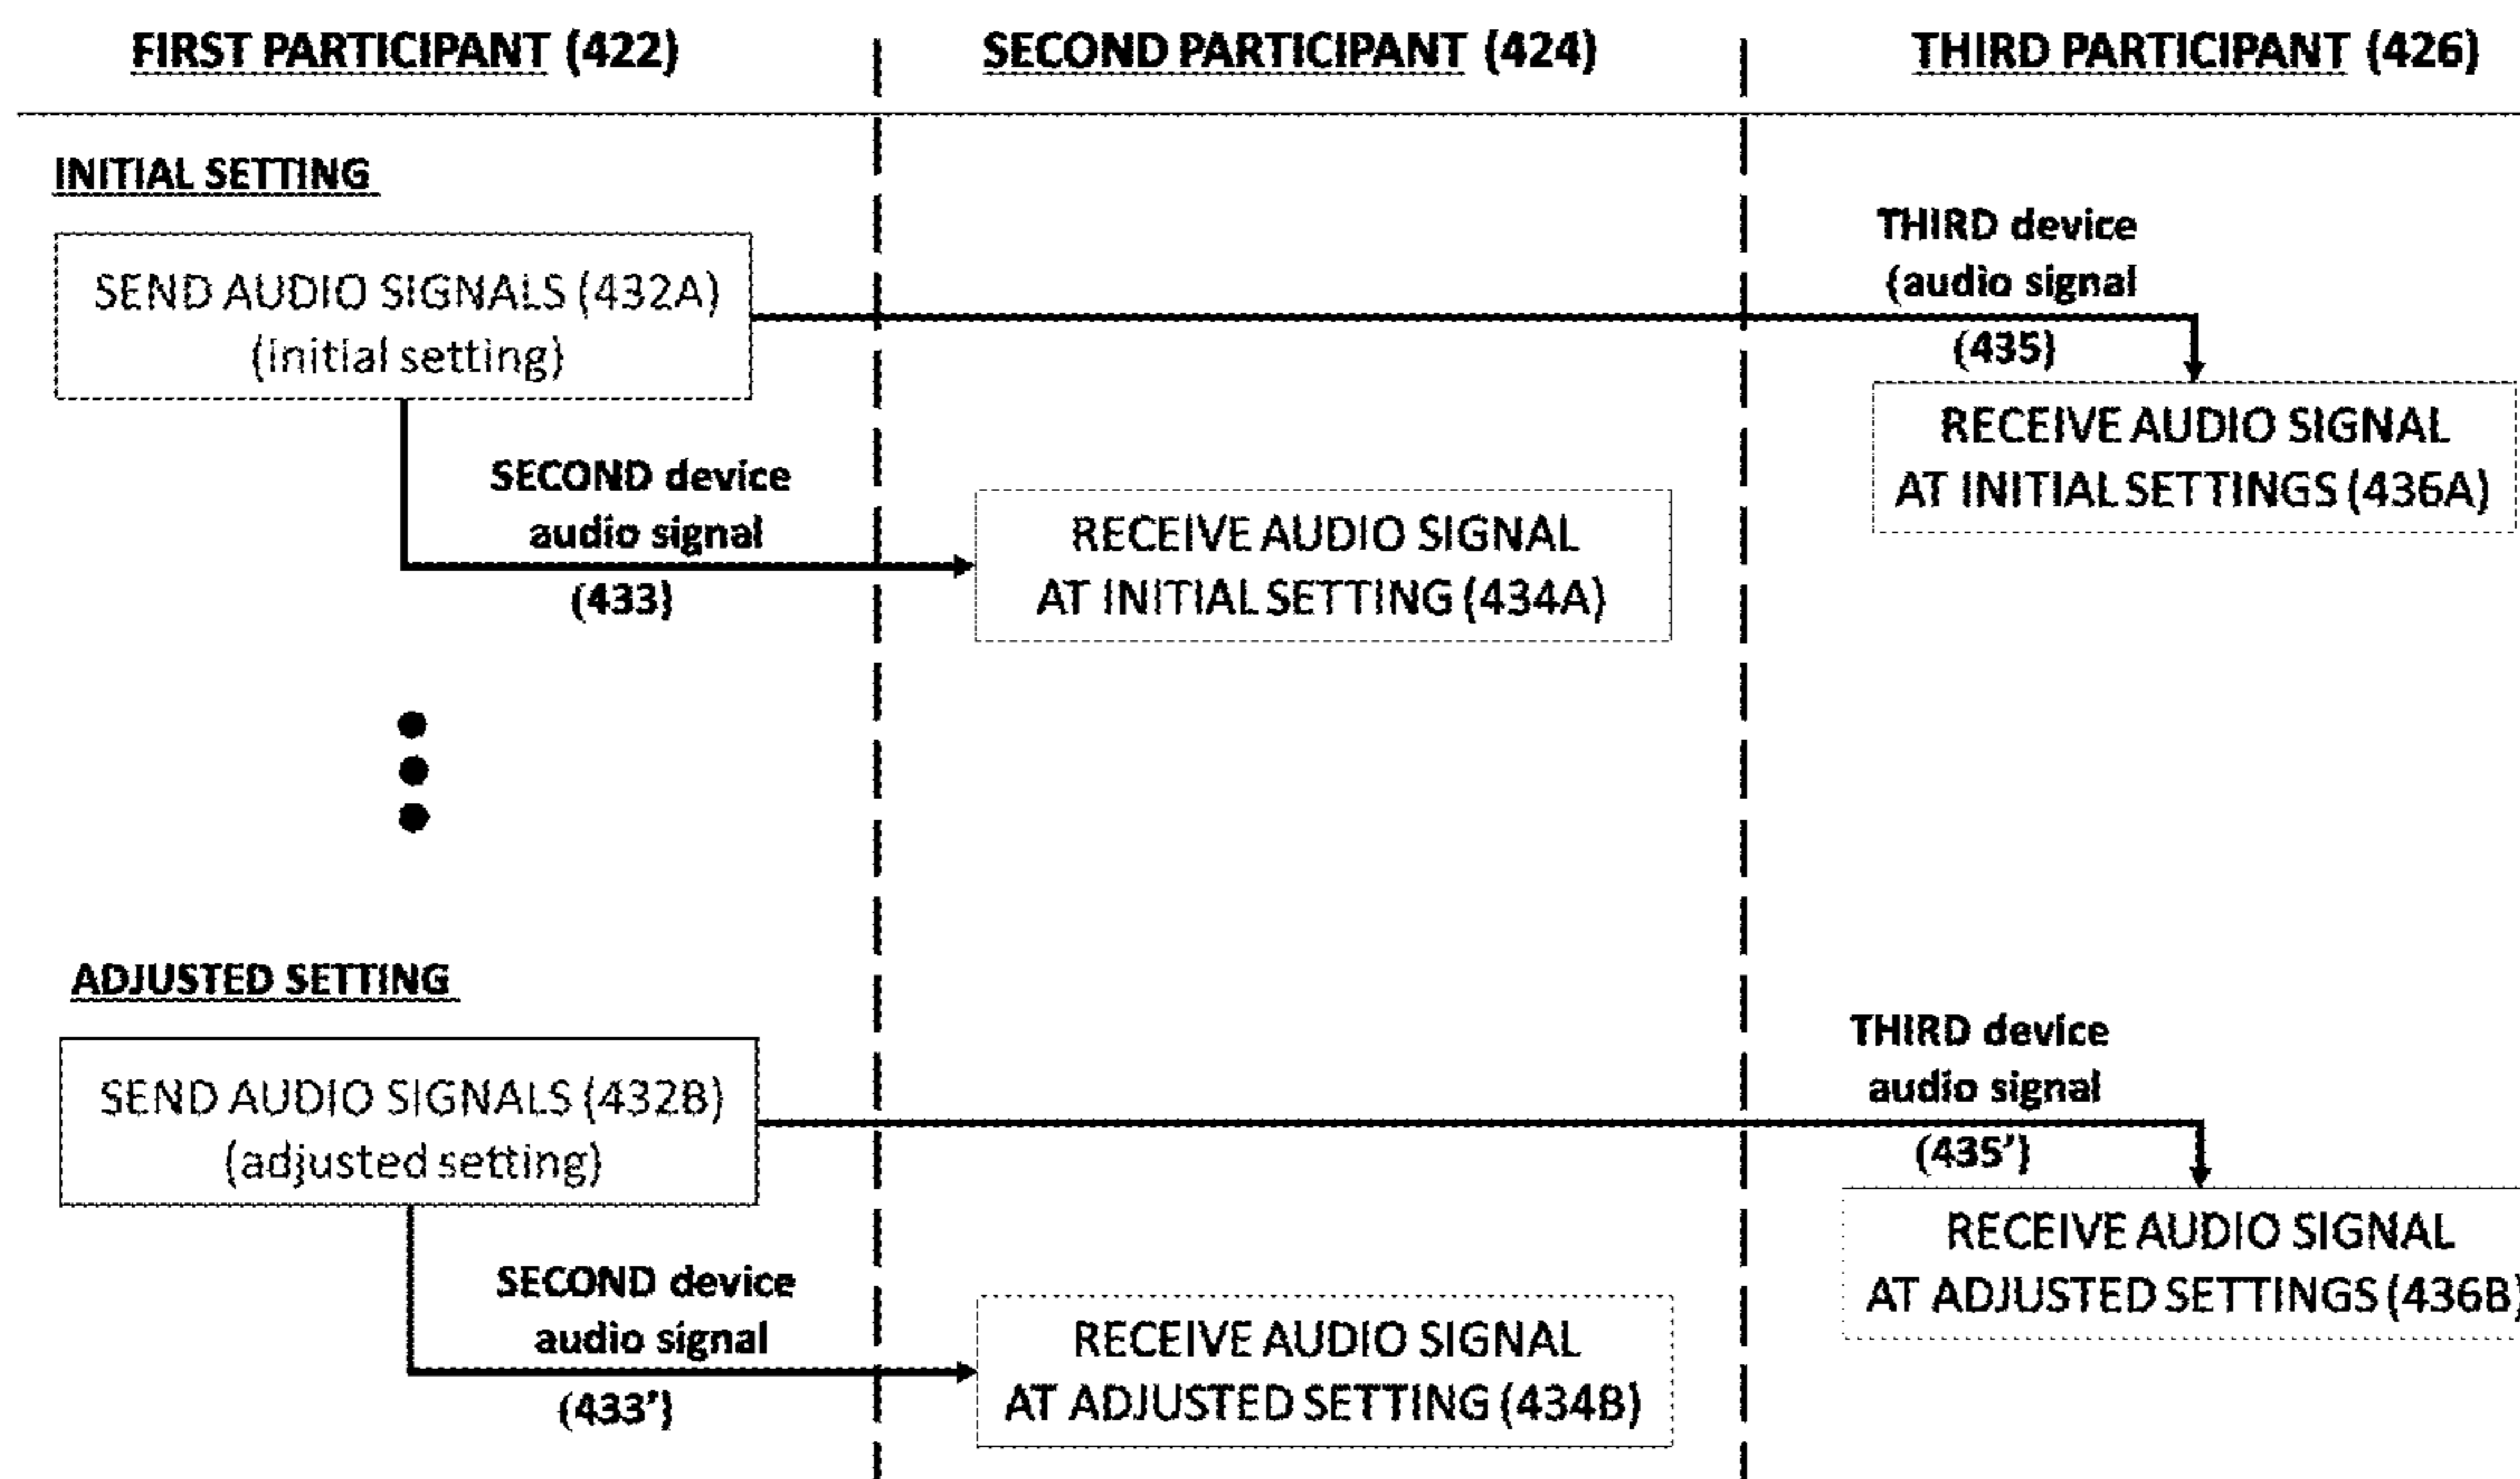 FIRST PARTICIPANT (422)
SECOND PARTICIPANT (424)
THIRD PARTICIPANT (426)
INITIAL SETTING
SEND AUDIO SIGNALS (432A)
(initial setting)
THIRD device
(audio signal
(435)
RECEIVE AUDIO SIGNAL
AT INITIAL SETTINGS (436A)
SECOND device
audio signal
(433)
RECEIVE AUDIO SIGNAL
AT INITIAL SETTING (434A)
ADJUSTED SETTING
SEND AUDIO SIGNALS (432B)
(adjusted setting)
THIRD device
audio signal
(435')
RECEIVE AUDIO SIGNAL
AT ADJUSTED SETTINGS (436B)
SECOND device
audio signal
(433')
RECEIVE AUDIO SIGNAL
AT ADJUSTED SETTING (434B)